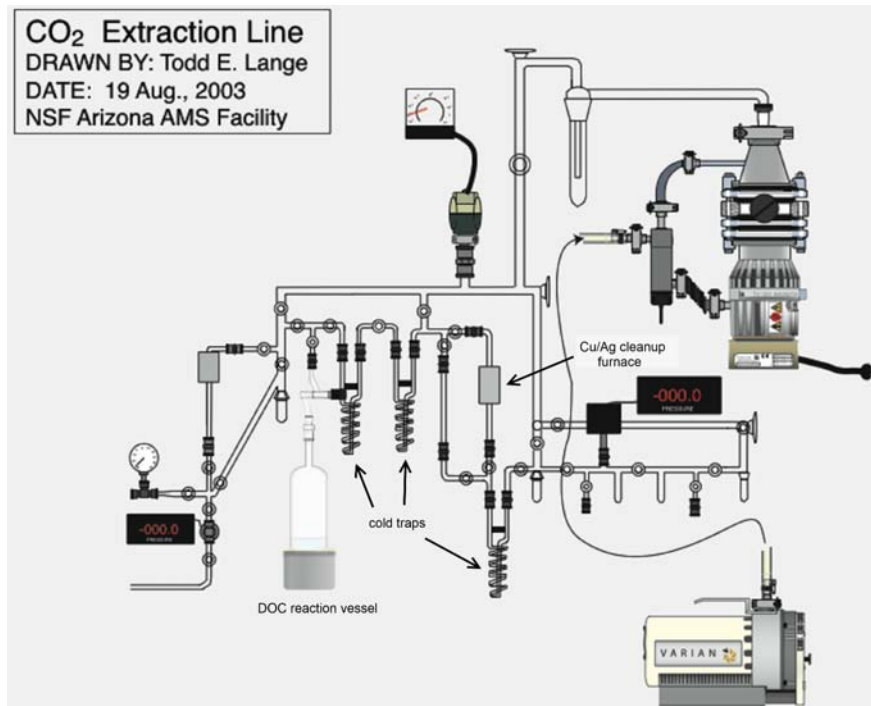 CO₂ Extraction Line
DRAWN BY: Todd E. Lange
DATE: 19 Aug., 2003
NSF Arizona AMS Facility
Cu/Ag cleanup
furnace
-000.0
PRESSURE
cold traps
-000.0
PRESSURE
DOC reaction vessel
VARIAN